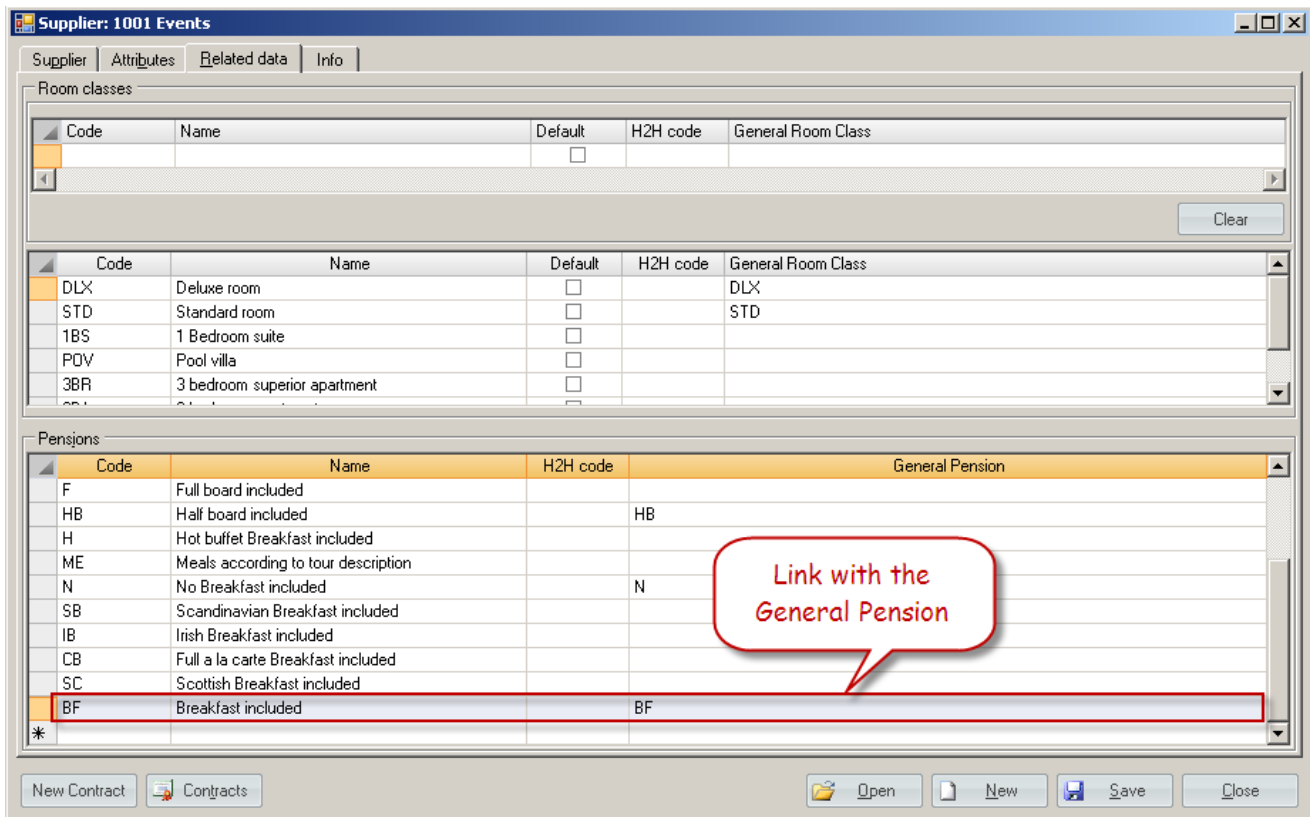 Supplier: 1001 Events
Supplier Attributes Related data Info
Room classes
Code Name Default H2H code General Room Class
Clear
Code Name Default H2H code General Room Class
DLX Deluxe room DLX
STD Standard room STD
1BS 1 Bedroom suite
POV Pool villa
3BR 3 bedroom superior apartment
Pensions
Code Name H2H code General Pension
F Full board included
HB Half board included HB
H Hot buffet Breakfast included
ME Meals according to tour description
N No Breakfast included N
SB Scandinavian Breakfast included
IB Irish Breakfast included
CB Full a la carte Breakfast included
SC Scottish Breakfast included
BF Breakfast included BF
Link with the
General Pension
New Contract Contracts Open New Save Close